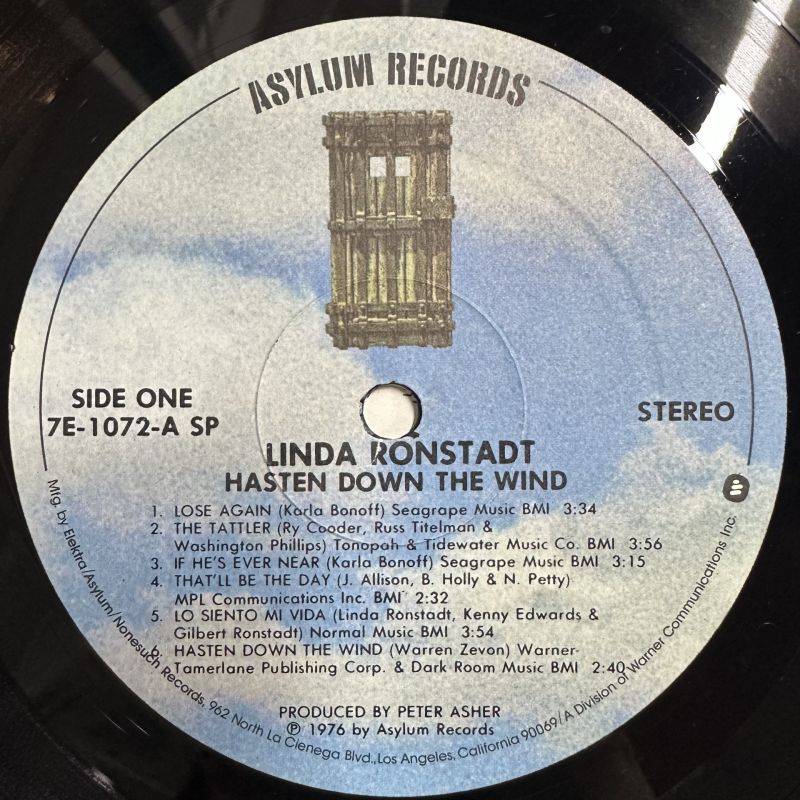 ASYLUM RECORDS
SIDE ONE
7E-1072-A SP
STEREO
LINDA RONSTADT
HASTEN DOWN THE WIND
1. LOSE AGAIN (Karla Bonoff) Seagrape Music BMI 3:34
2. THE TATTLER (Ry Cooder, Russ Titelman &
Washington Phillips) Tonopah & Tidewater Music Co. BMI 3:56
3. IF HE'S EVER NEAR (Karla Bonoff) Seagrape Music BMI 3:15
4. THAT'LL BE THE DAY (J. Allison, B. Holly & N. Petty)
MPL Communications Inc. BMI 2:32
5. LO SIENTO MI VIDA (Linda Ronstadt, Kenny Edwards &
Gilbert Ronstadt) Normal Music BMI 3:54
6. HASTEN DOWN THE WIND (Warren Zevon) Warner-
Tamerlane Publishing Corp. & Dark Room Music BMI 2:40
PRODUCED BY PETER ASHER
℗ 1976 by Asylum Records
Mfg. by Elektra/Asylum/Nonesuch Records, 962 North La Cienega Blvd., Los Angeles, California 90069/A Division of Warner Communications Inc.